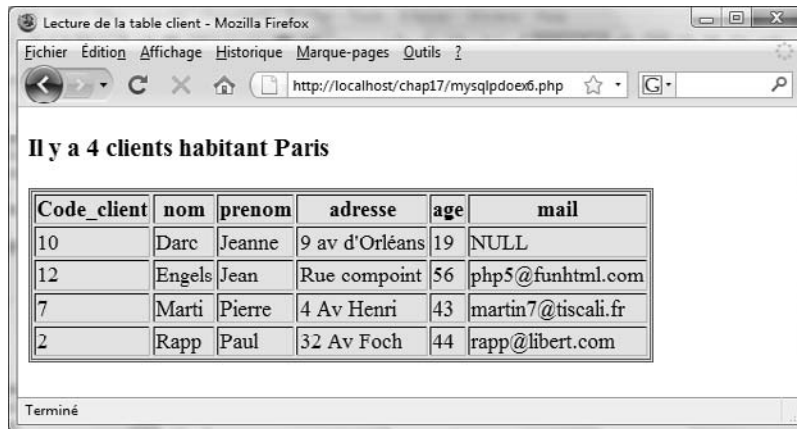 Lecture de la table client - Mozilla Firefox
Fichier Édition Affichage Historique Marque-pages Outils ?
http://localhost/chap17/mysqlpdoex6.php G
Il y a 4 clients habitant Paris
Code_client nom prenom adresse age mail
10 Darc Jeanne 9 av d'Orléans 19 NULL
12 Engels Jean Rue compoint 56 php5@funhtml.com
7 Marti Pierre 4 Av Henri 43 martin7@tiscali.fr
2 Rapp Paul 32 Av Foch 44 rapp@libert.com
Terminé